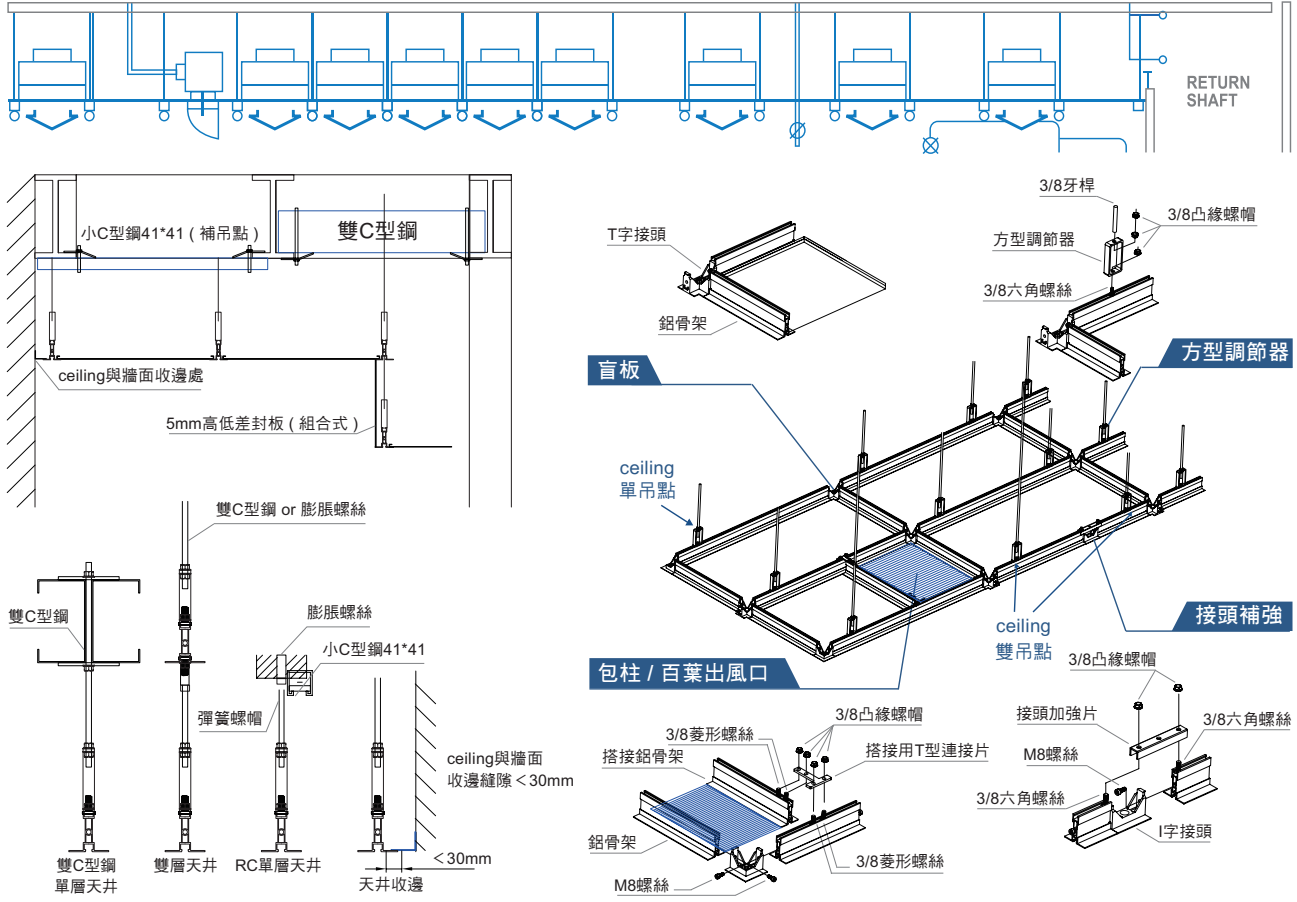 RETURN
SHAFT
小C型鋼41*41 ( 補吊點 )
雙C型鋼
ceiling與牆面收邊處
5mm高低差封板 ( 組合式 )
T字接頭
鋁骨架
3/8牙桿
3/8凸緣螺帽
方型調節器
3/8六角螺絲
盲板
方型調節器
ceiling
單吊點
ceiling
雙吊點
接頭補強
包柱 / 百葉出風口
雙C型鋼 or 膨脹螺絲
雙C型鋼
膨脹螺絲
小C型鋼41*41
彈簧螺帽
ceiling與牆面
收邊縫隙＜30mm
＜30mm
雙C型鋼
單層天井
雙層天井
RC單層天井
天井收邊
3/8凸緣螺帽
3/8菱形螺絲
搭接鋁骨架
搭接用T型連接片
鋁骨架
3/8菱形螺絲
M8螺絲
3/8凸緣螺帽
接頭加強片
3/8六角螺絲
M8螺絲
3/8六角螺絲
I字接頭